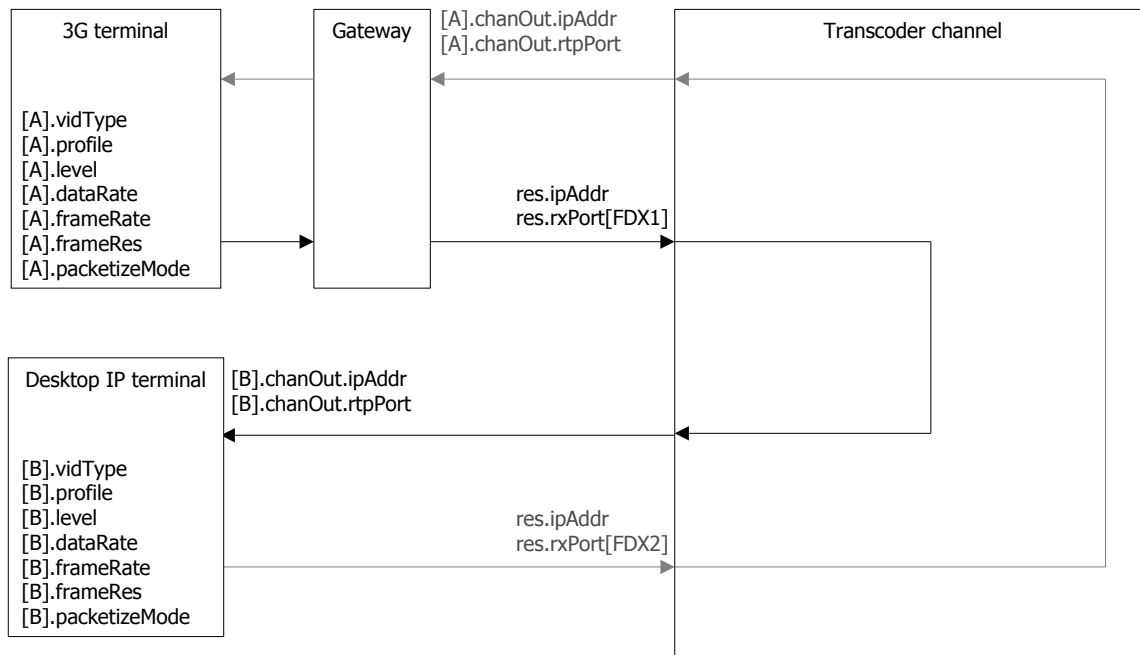 3G terminal
[A].vidType
[A].profile
[A].level
[A].dataRate
[A].frameRate
[A].frameRes
[A].packetizeMode
Gateway
[A].chanOut.ipAddr
[A].chanOut.rtpPort
Transcoder channel
res.ipAddr
res.rxPort[FDX1]
Desktop IP terminal
[B].vidType
[B].profile
[B].level
[B].dataRate
[B].frameRate
[B].frameRes
[B].packetizeMode
[B].chanOut.ipAddr
[B].chanOut.rtpPort
res.ipAddr
res.rxPort[FDX2]